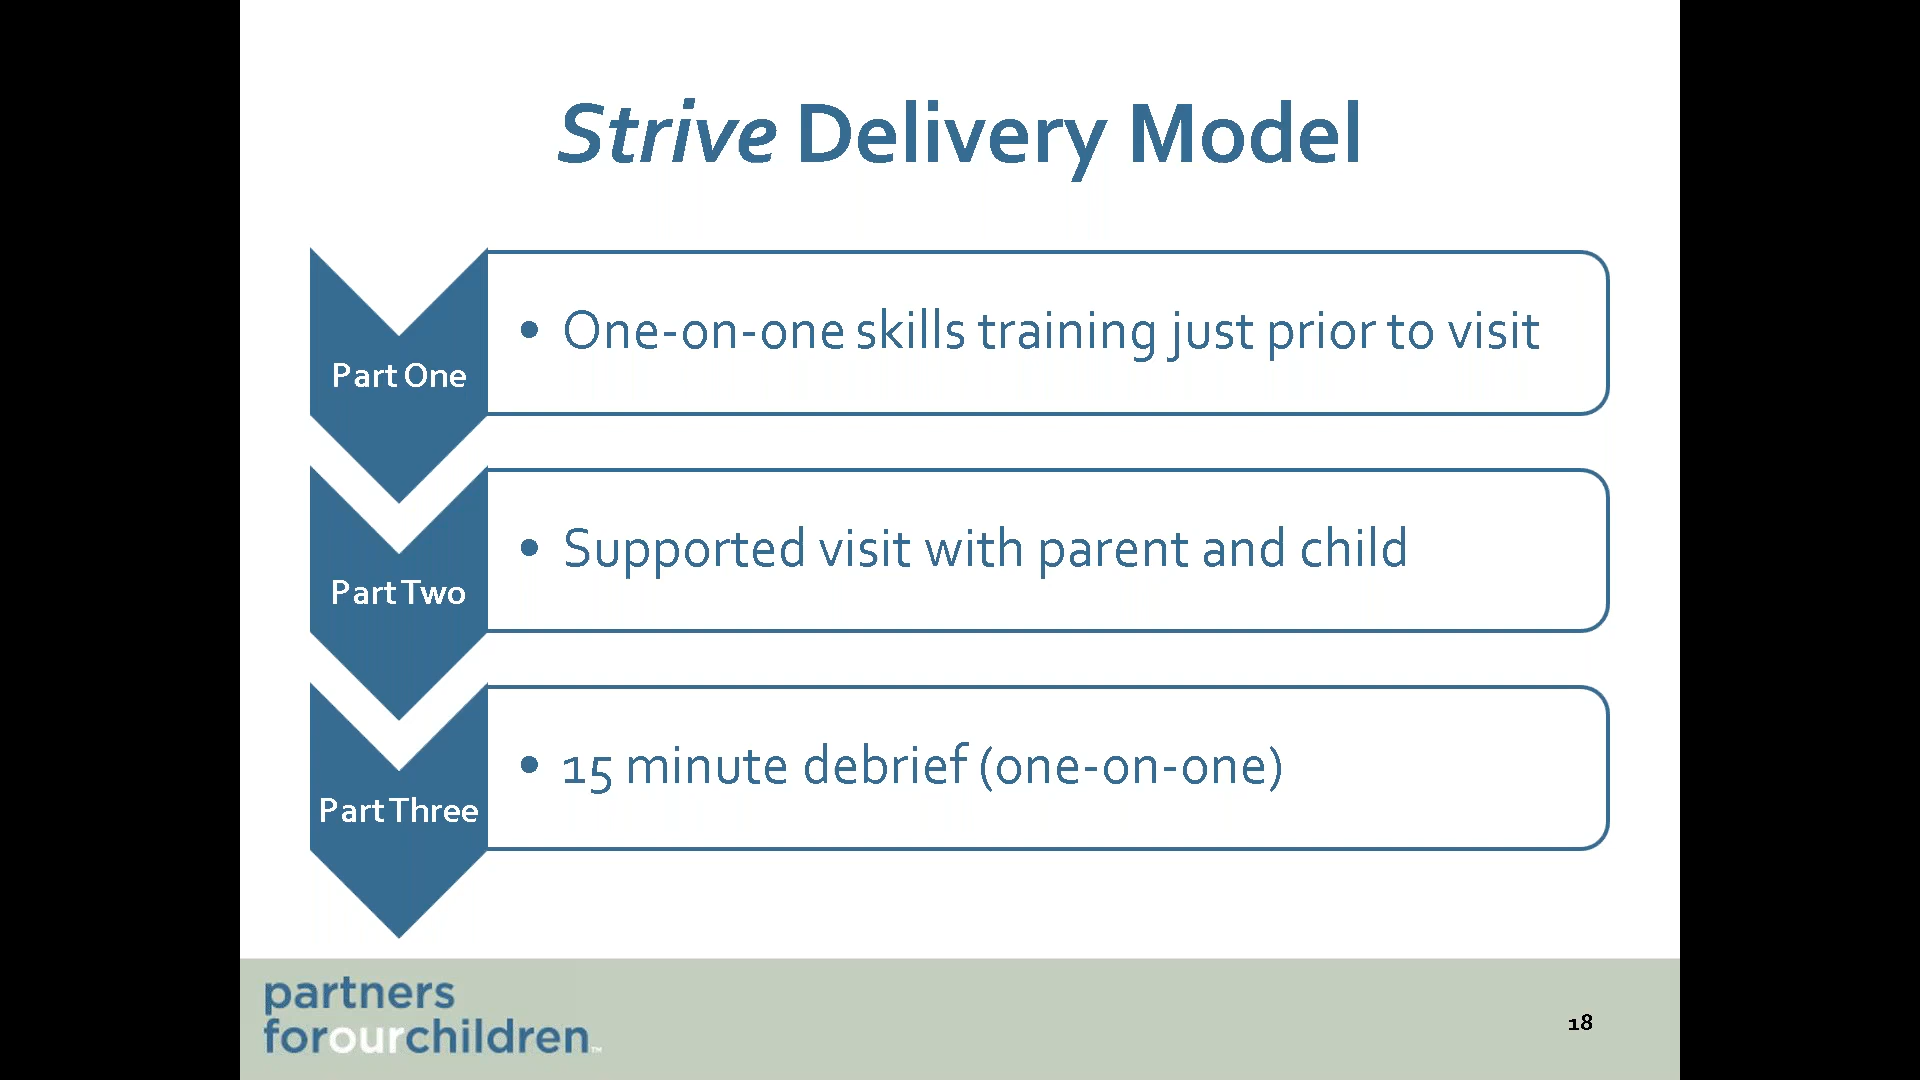 Strive Delivery Model
Part One
• One-on-one skills training just prior to visit
Part Two
• Supported visit with parent and child
Part Three
• 15 minute debrief (one-on-one)
partners
forourchildren™
18